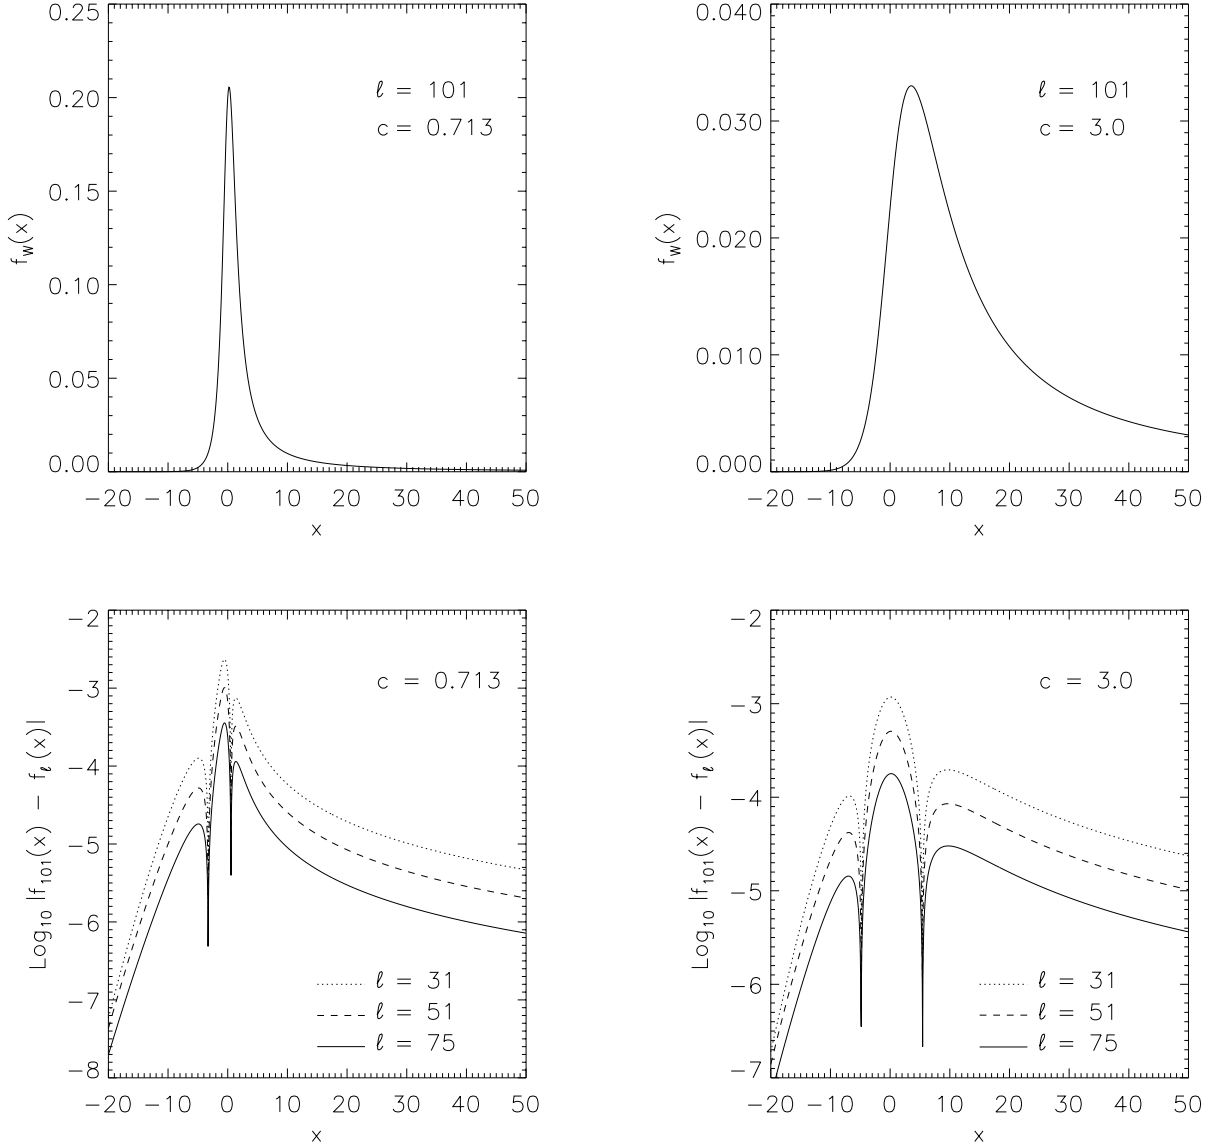 0.25
0.20
0.15
0.10
0.05
0.00
f_W(x)
ℓ = 101
c = 0.713
−20 −10 0 10 20 30 40 50
x
0.040
0.030
0.020
0.010
0.000
f_W(x)
ℓ = 101
c = 3.0
−20 −10 0 10 20 30 40 50
x
−2
−3
−4
−5
−6
−7
−8
Log_10 |f_101(x) − f_ℓ(x)|
c = 0.713
ℓ = 31
ℓ = 51
ℓ = 75
−20 −10 0 10 20 30 40 50
x
−2
−3
−4
−5
−6
−7
Log_10 |f_101(x) − f_ℓ(x)|
c = 3.0
ℓ = 31
ℓ = 51
ℓ = 75
−20 −10 0 10 20 30 40 50
x